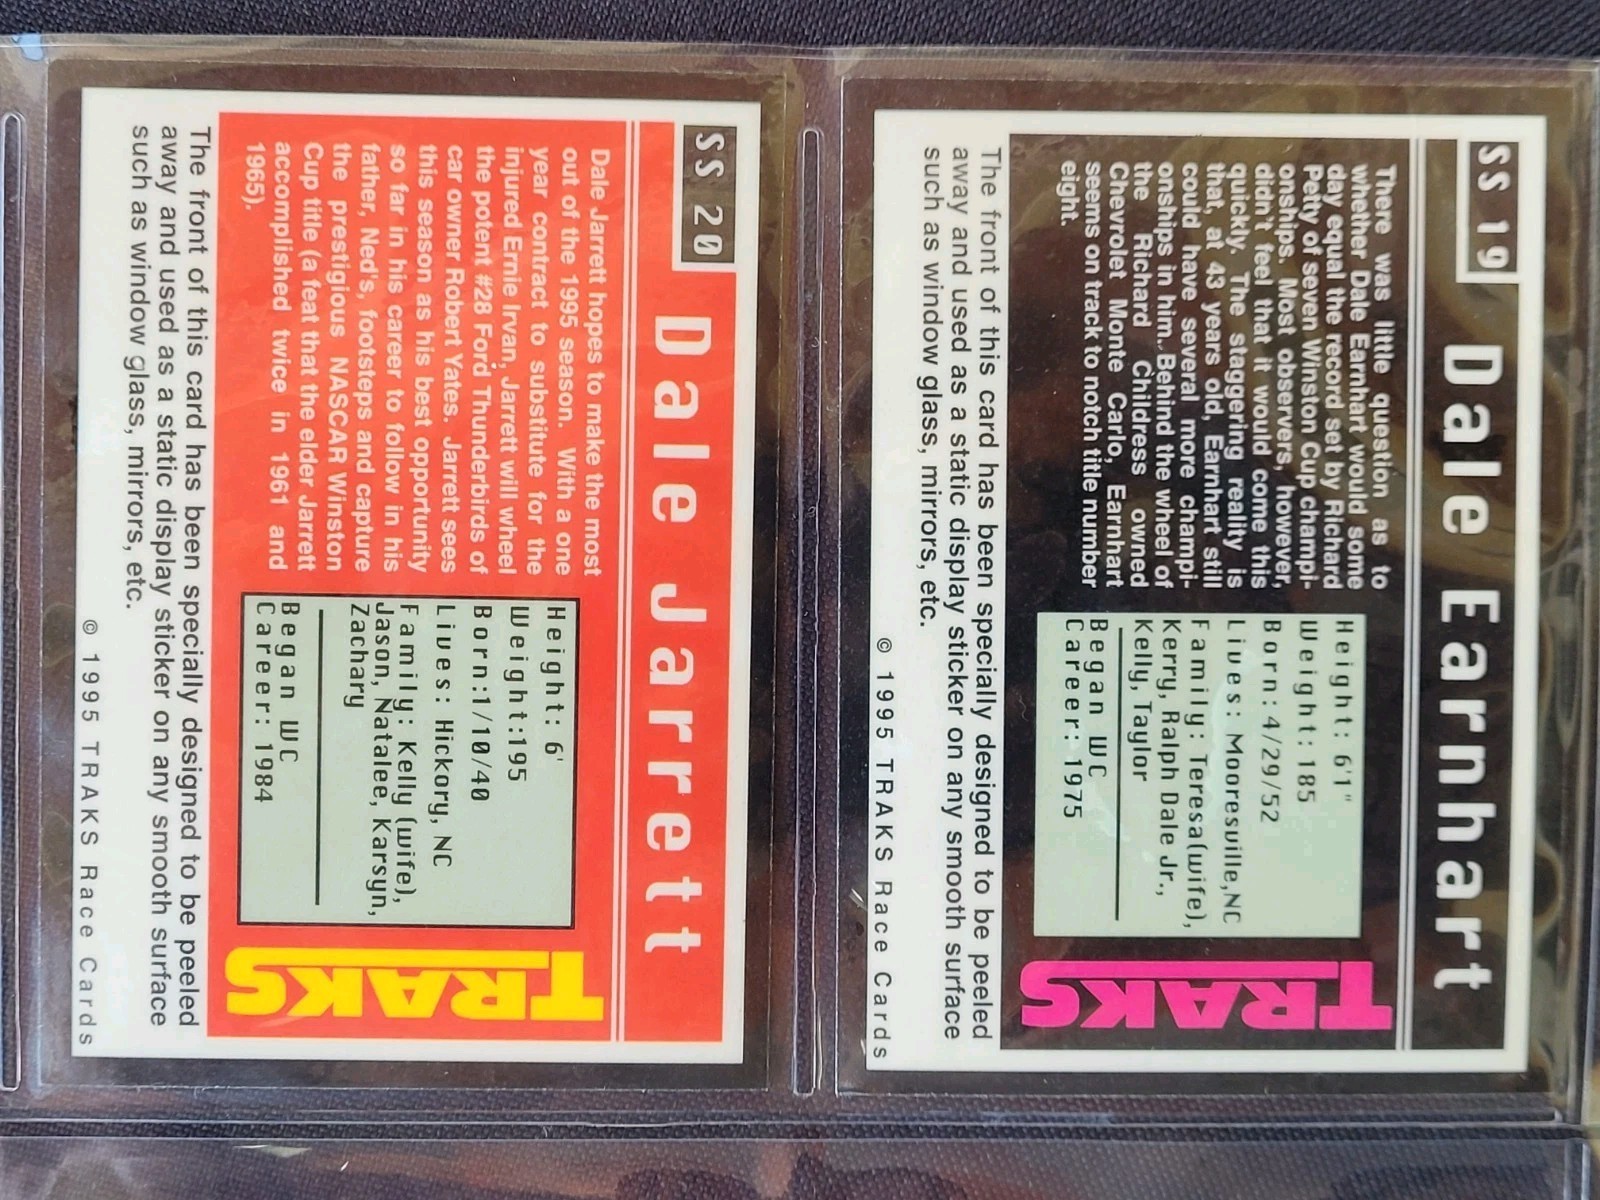 SS 19
Dale Earnhart
There was little question as to
whether Dale Earnhart would some
day equal the record set by Richard
Petty of seven Winston Cup champi-
onships. Most observers, however,
didn't feel that it would come this
quickly. The staggering reality is
that, at 43 years old, Earnhart still
could have several more champi-
onships in him. Behind the wheel of
the Richard Childress owned
Chevrolet Monte Carlo, Earnhart
seems on track to notch title number
eight.
Height: 6'1"
Weight: 185
Born: 4/29/52
Lives: Mooresville, NC
Family: Teresa (wife),
Kerry, Ralph Dale Jr.,
Kelly, Taylor
Began WC
Career: 1975
TRAKS
The front of this card has been specially designed to be peeled
away and used as a static display sticker on any smooth surface
such as window glass, mirrors, etc.
© 1995 TRAKS Race Cards
SS 20
Dale Jarrett
Dale Jarrett hopes to make the most
out of the 1995 season. With a one
year contract to substitute for the
injured Ernie Irvan, Jarrett will wheel
the potent #28 Ford Thunderbirds of
car owner Robert Yates. Jarrett sees
this season as his best opportunity
so far in his career to follow in his
father, Ned's, footsteps and capture
the prestigious NASCAR Winston
Cup title (a feat that the elder Jarrett
accomplished twice in 1961 and
1965).
Height: 6'
Weight: 195
Born: 1/10/40
Lives: Hickory, NC
Family: Kelly (wife),
Jason, Natalee, Karsyn,
Zachary
Began WC
Career: 1984
TRAKS
The front of this card has been specially designed to be peeled
away and used as a static display sticker on any smooth surface
such as window glass, mirrors, etc.
© 1995 TRAKS Race Cards